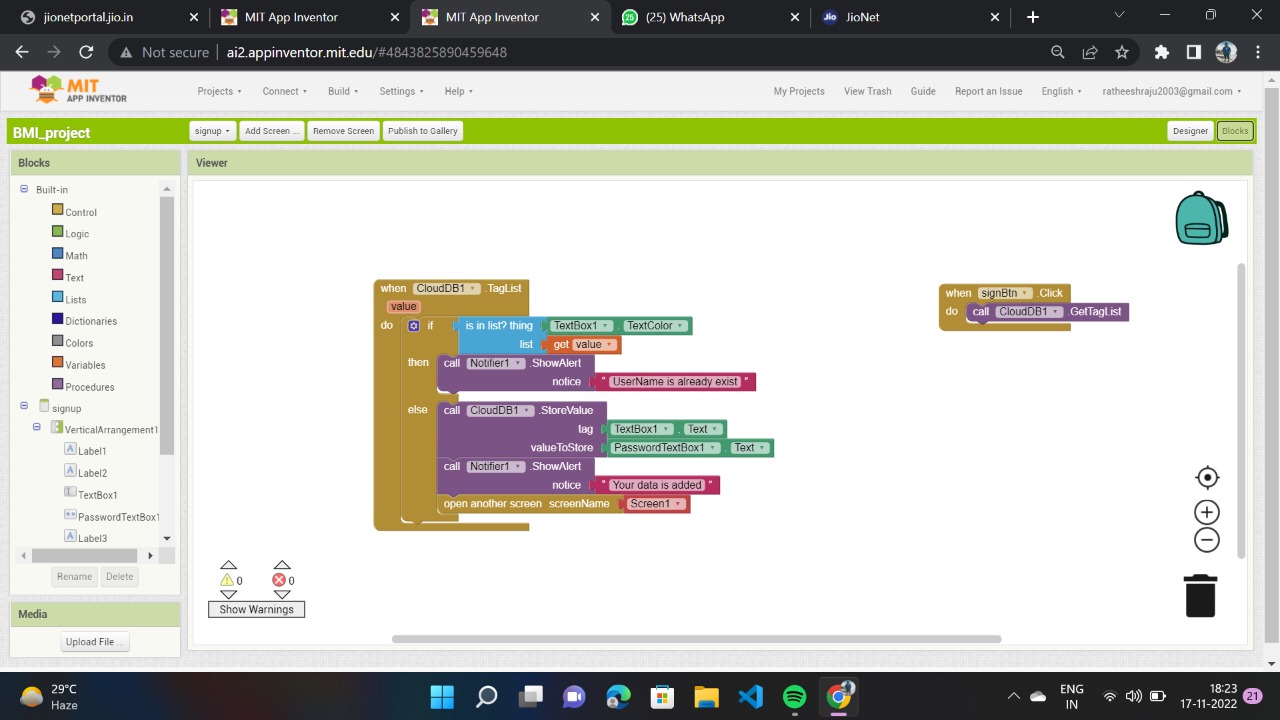 jionetportal.jio.in
MIT App Inventor
MIT App Inventor
(25) WhatsApp
JioNet
Not secure
ai2.appinventor.mit.edu/#4843825890459648
MIT
APP INVENTOR
Projects
Connect
Build
Settings
Help
My Projects
View Trash
Guide
Report an Issue
English
ratheeshraju2003@gmail.com
BMI_project
signup
Add Screen ...
Remove Screen
Publish to Gallery
Designer
Blocks
Blocks
Viewer
Built-in
Control
Logic
Math
Text
Lists
Dictionaries
Colors
Variables
Procedures
signup
VerticalArrangement1
Label1
Label2
TextBox1
PasswordTextBox1
Label3
Rename
Delete
Media
Upload File ...
when CloudDB1 .TagList
value
do if is in list? thing TextBox1 . TextColor
list get value
then call Notifier1 .ShowAlert
notice " UserName is already exist "
else call CloudDB1 .StoreValue
tag TextBox1 . Text
valueToStore PasswordTextBox1 . Text
call Notifier1 .ShowAlert
notice " Your data is added "
open another screen screenName Screen1
when signBtn .Click
do call CloudDB1 .GetTagList
0
0
Show Warnings
29°C
Haze
ENG
IN
18:23
17-11-2022
21